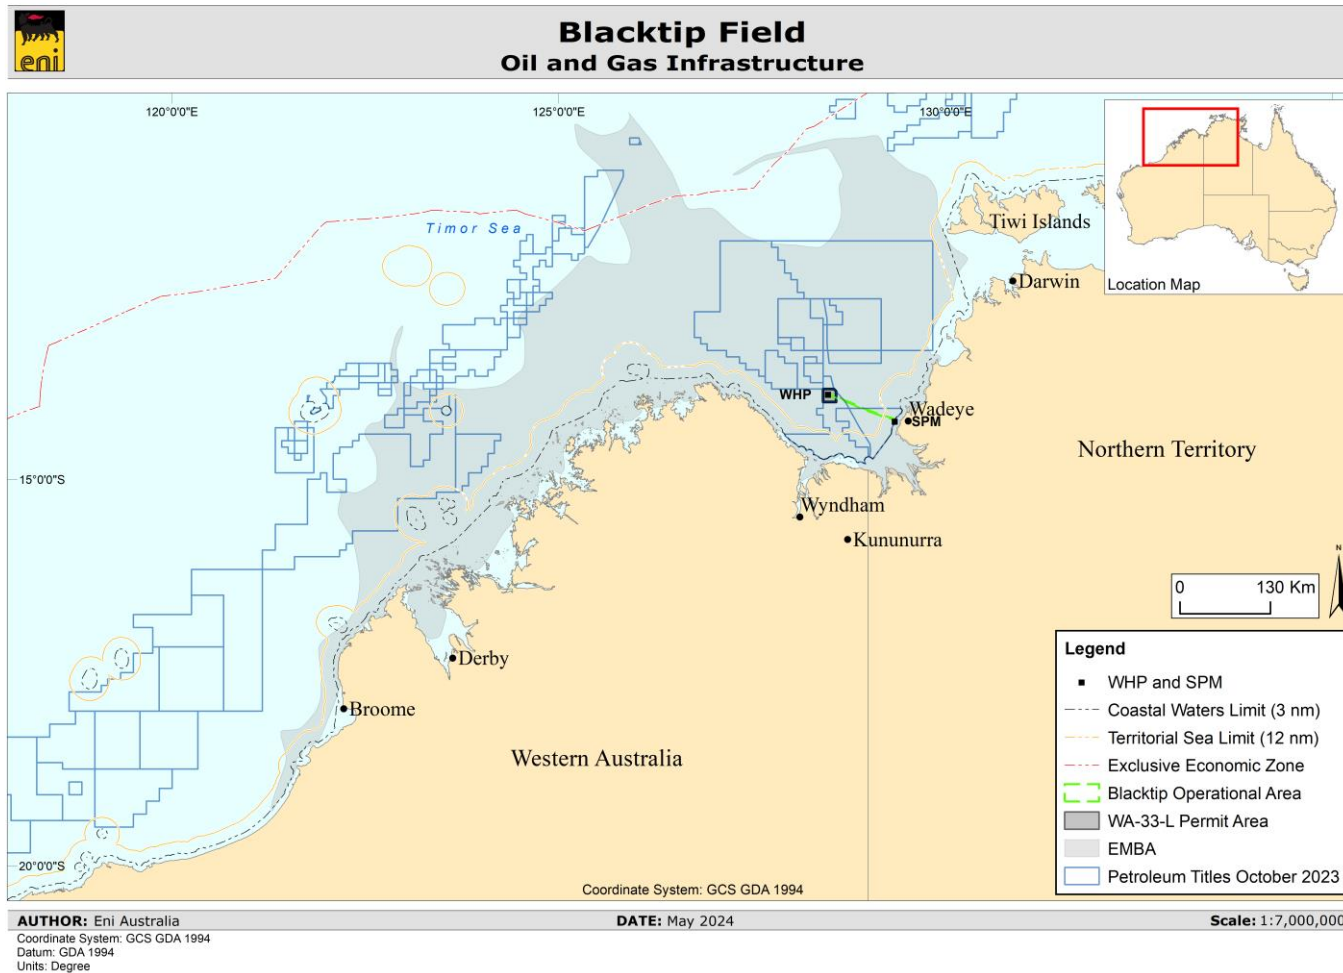 eni
Blacktip Field
Oil and Gas Infrastructure
120°0'0"E
125°0'0"E
130°0'0"E
Timor Sea
Tiwi Islands
Darwin
Location Map
WHP
Wadeye
SPM
Northern Territory
15°0'0"S
Wyndham
Kununurra
N
0 130 Km
Derby
Broome
Western Australia
20°0'0"S
Coordinate System: GCS GDA 1994
Legend
WHP and SPM
Coastal Waters Limit (3 nm)
Territorial Sea Limit (12 nm)
Exclusive Economic Zone
Blacktip Operational Area
WA-33-L Permit Area
EMBA
Petroleum Titles October 2023
AUTHOR: Eni Australia DATE: May 2024 Scale: 1:7,000,000
Coordinate System: GCS GDA 1994
Datum: GDA 1994
Units: Degree